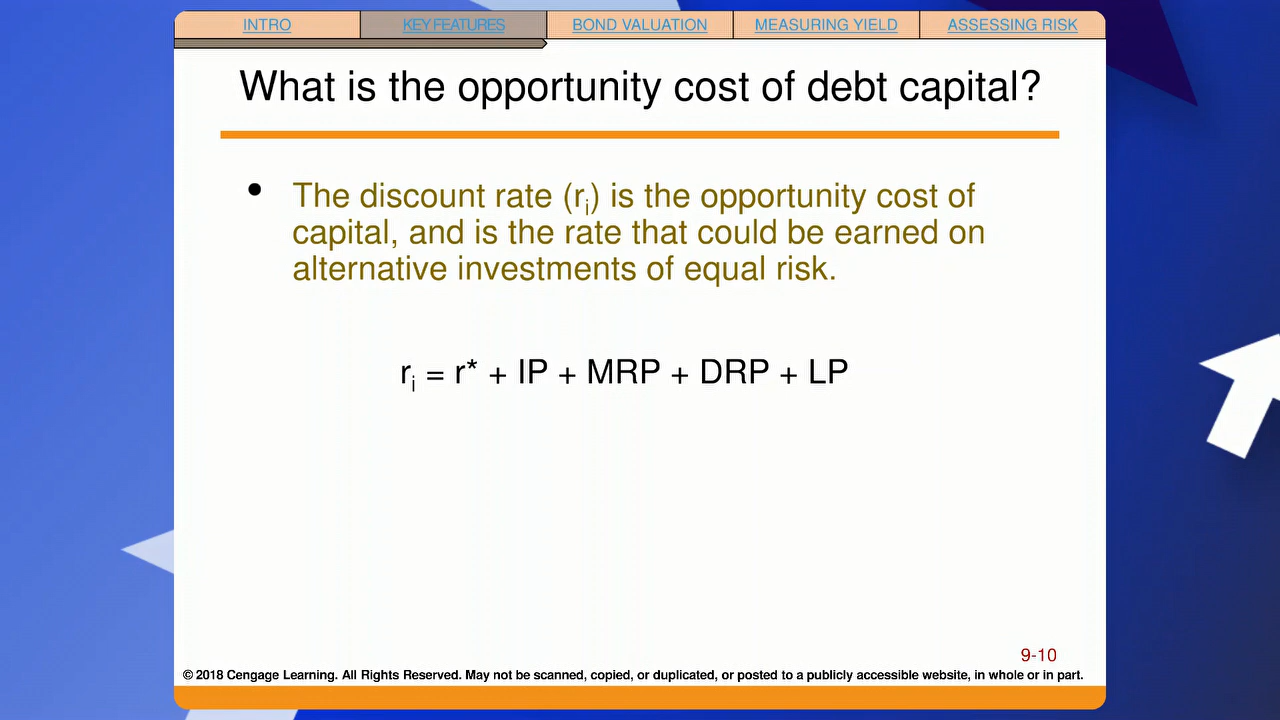 INTRO
KEY FEATURES
BOND VALUATION
MEASURING YIELD
ASSESSING RISK
What is the opportunity cost of debt capital?
• The discount rate (rᵢ) is the opportunity cost of
capital, and is the rate that could be earned on
alternative investments of equal risk.
rᵢ = r* + IP + MRP + DRP + LP
9-10
© 2018 Cengage Learning. All Rights Reserved. May not be scanned, copied, or duplicated, or posted to a publicly accessible website, in whole or in part.